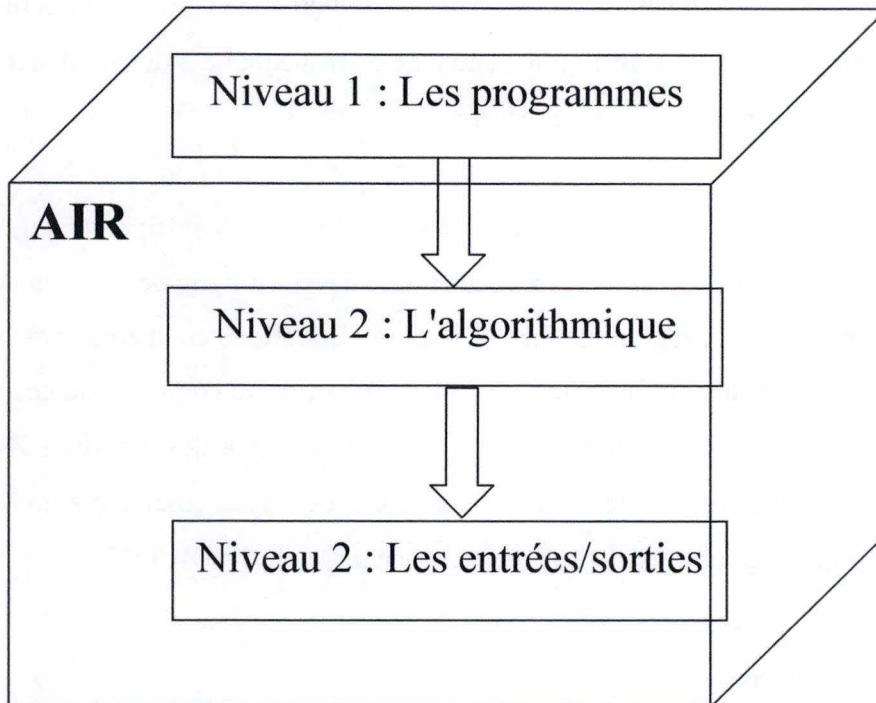 Niveau 1 : Les programmes
AIR
Niveau 2 : L'algorithmique
Niveau 2 : Les entrées/sorties